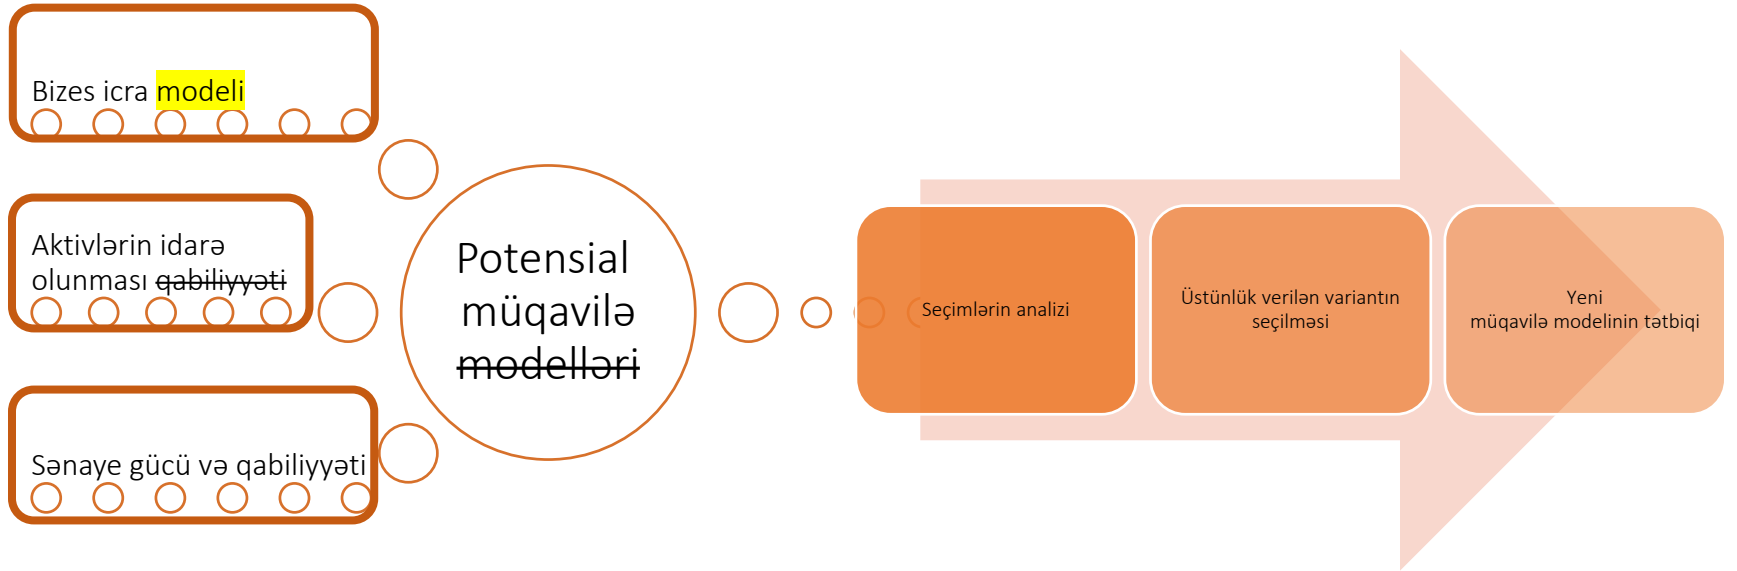 Bizes icra modeli
Aktivlərin idarə
olunması qabiliyyəti
Sənaye gücü və qabiliyyəti
Potensial
müqavilə
modelləri
Seçimlərin analizi
Üstünlük verilən variantın
seçilməsi
Yeni
müqavilə modelinin tətbiqi